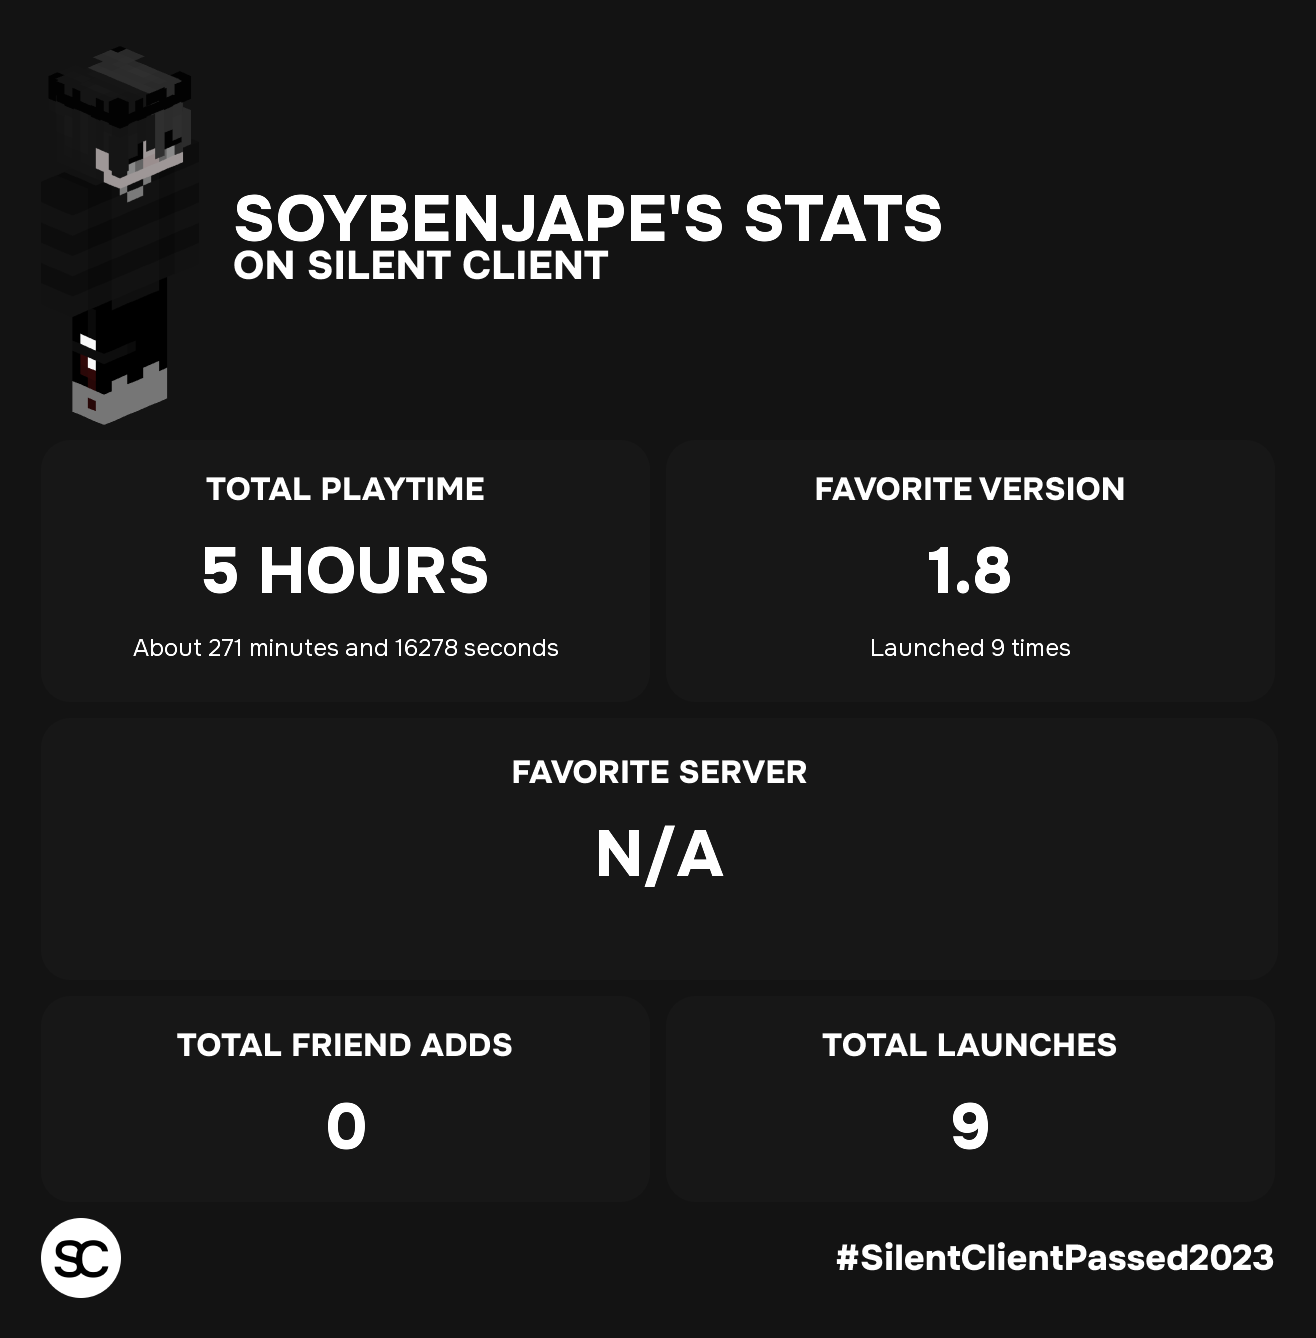 SOYBENJAPE'S STATS
ON SILENT CLIENT
TOTAL PLAYTIME
5 HOURS
About 271 minutes and 16278 seconds
FAVORITE VERSION
1.8
Launched 9 times
FAVORITE SERVER
N/A
TOTAL FRIEND ADDS
0
TOTAL LAUNCHES
9
SC
#SilentClientPassed2023